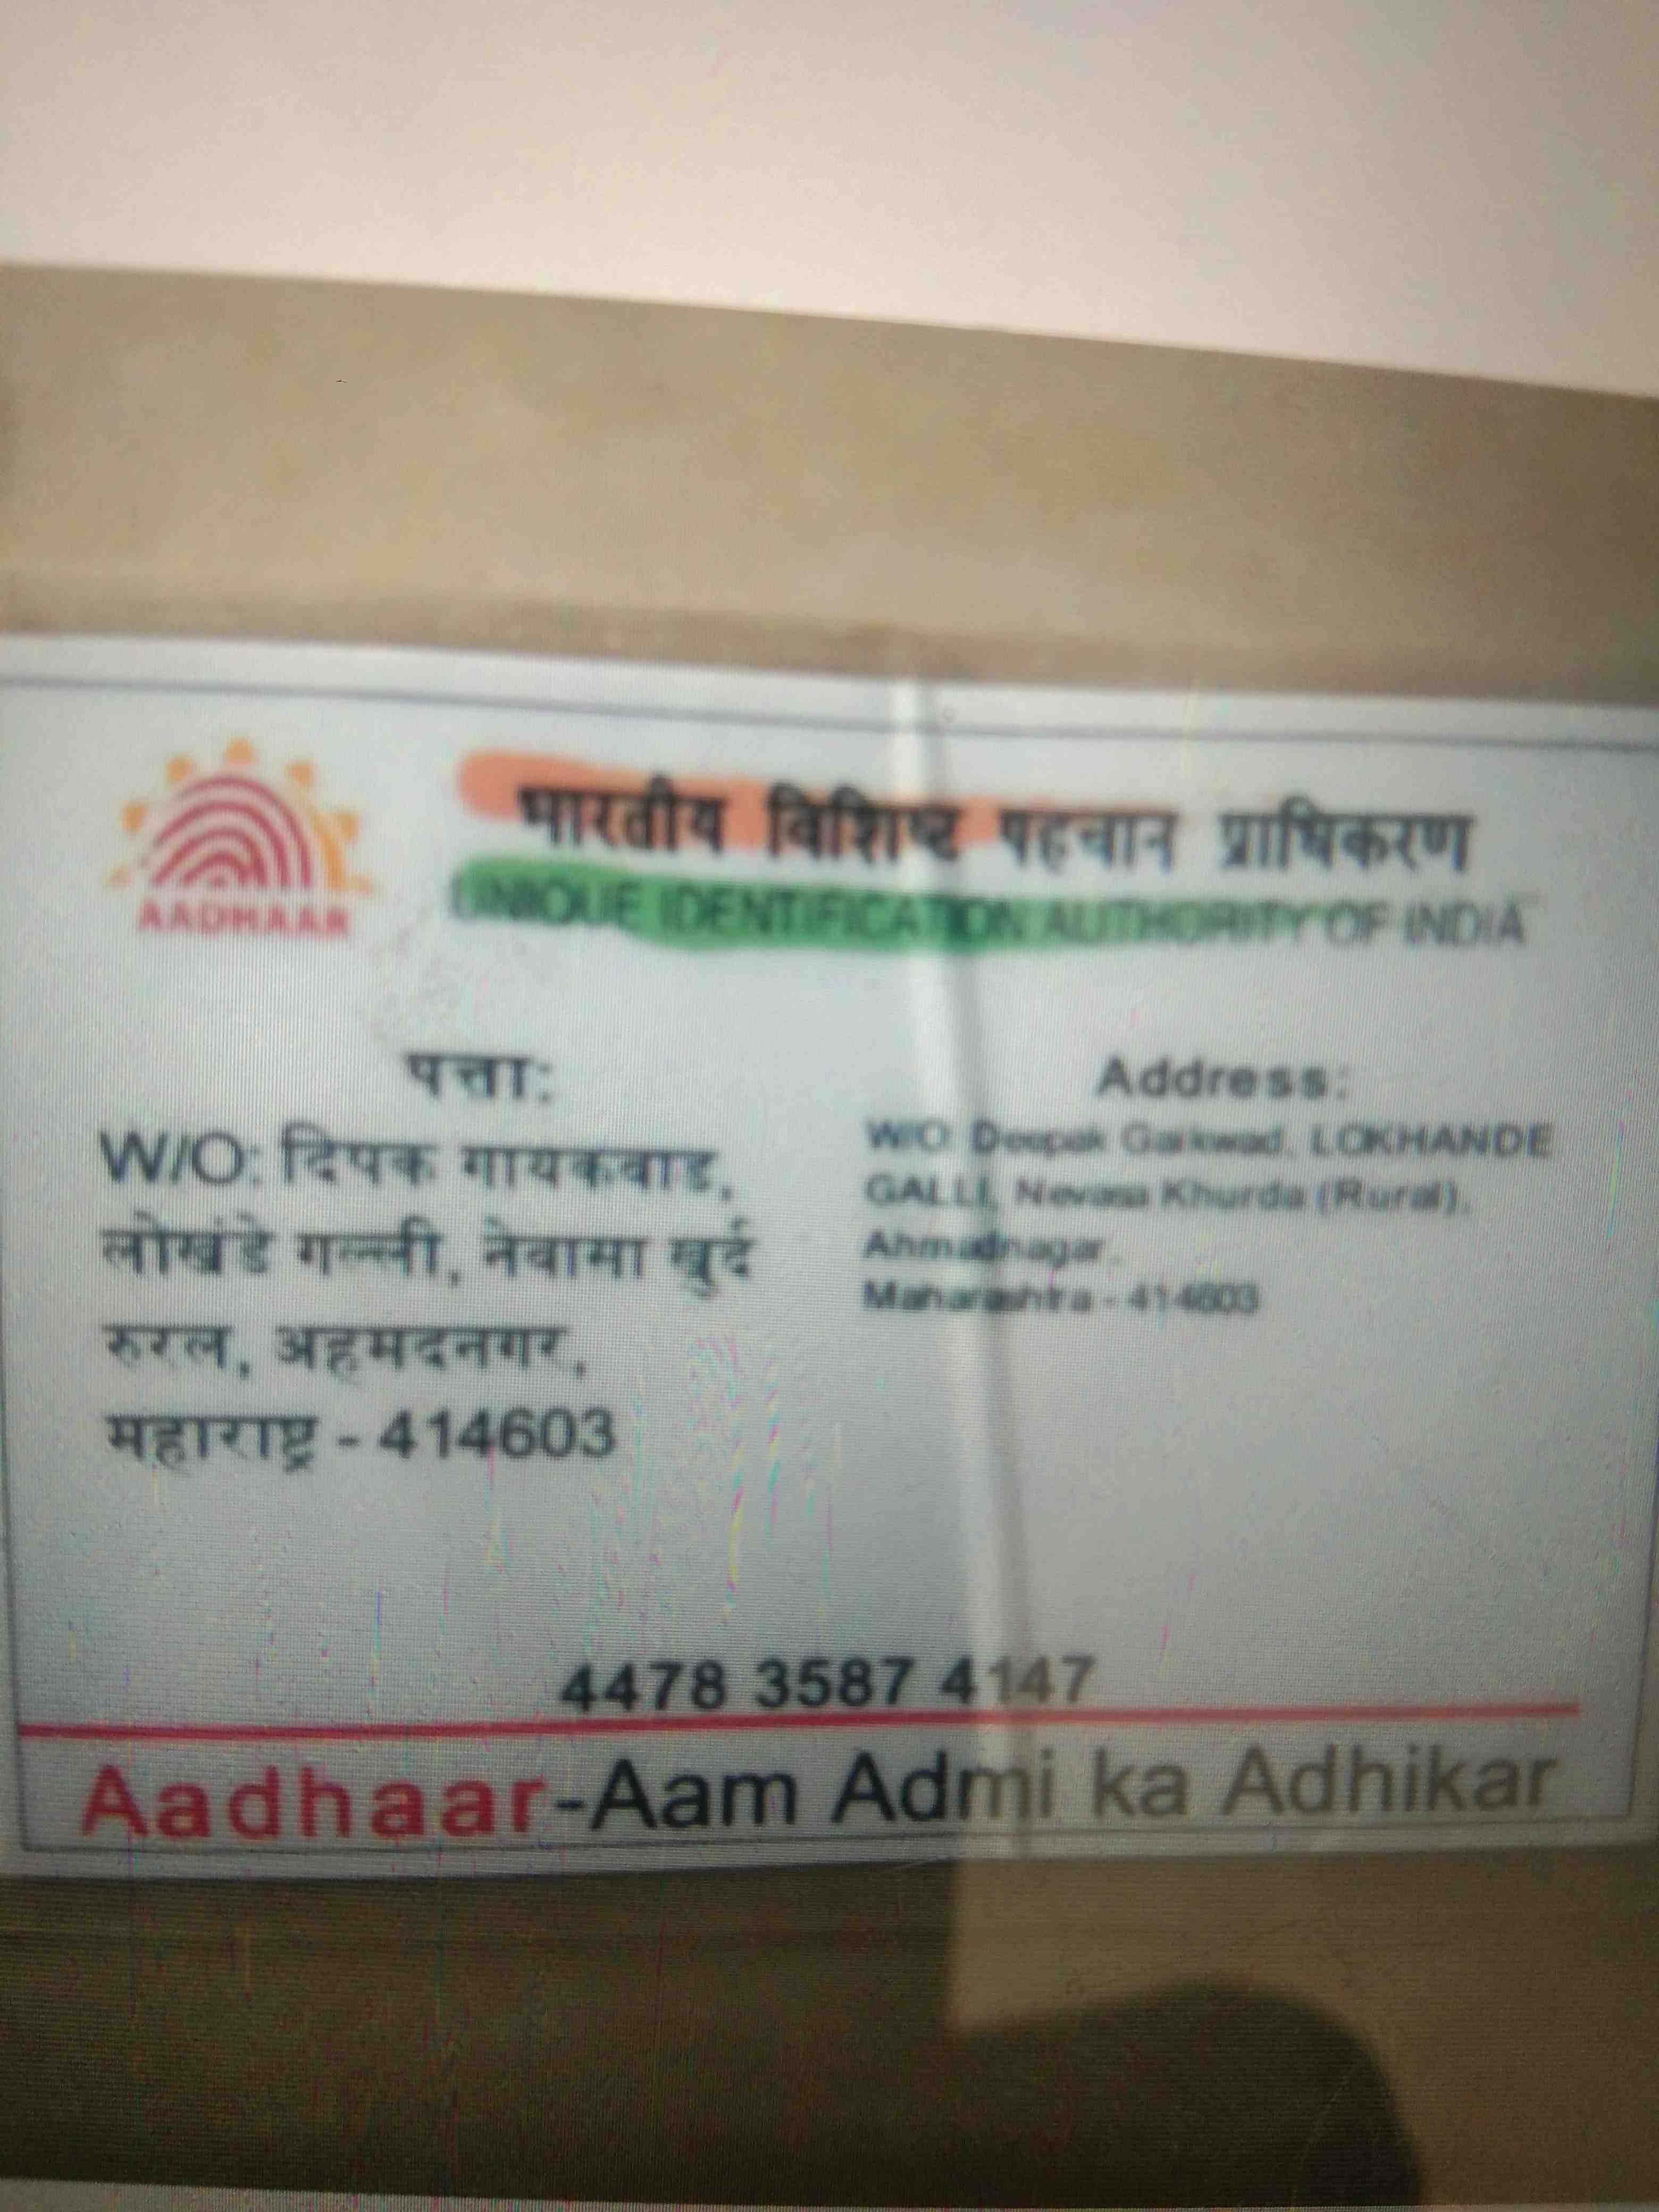 भारतीय विशिष्ट पहचान प्राधिकरण
UNIQUE IDENTIFICATION AUTHORITY OF INDIA
AADHAAR
पत्ता:
W/O: दिपक गायकवाड,
लोखंडे गल्ली, नेवासा खुर्द
रुरल, अहमदनगर,
महाराष्ट्र - 414603
Address:
W/O Deepak Gaikwad, LOKHANDE
GALLI, Nevasa Khurda (Rural),
Ahmadnagar,
Maharashtra - 414603
4478 3587 4147
Aadhaar-Aam Admi ka Adhikar